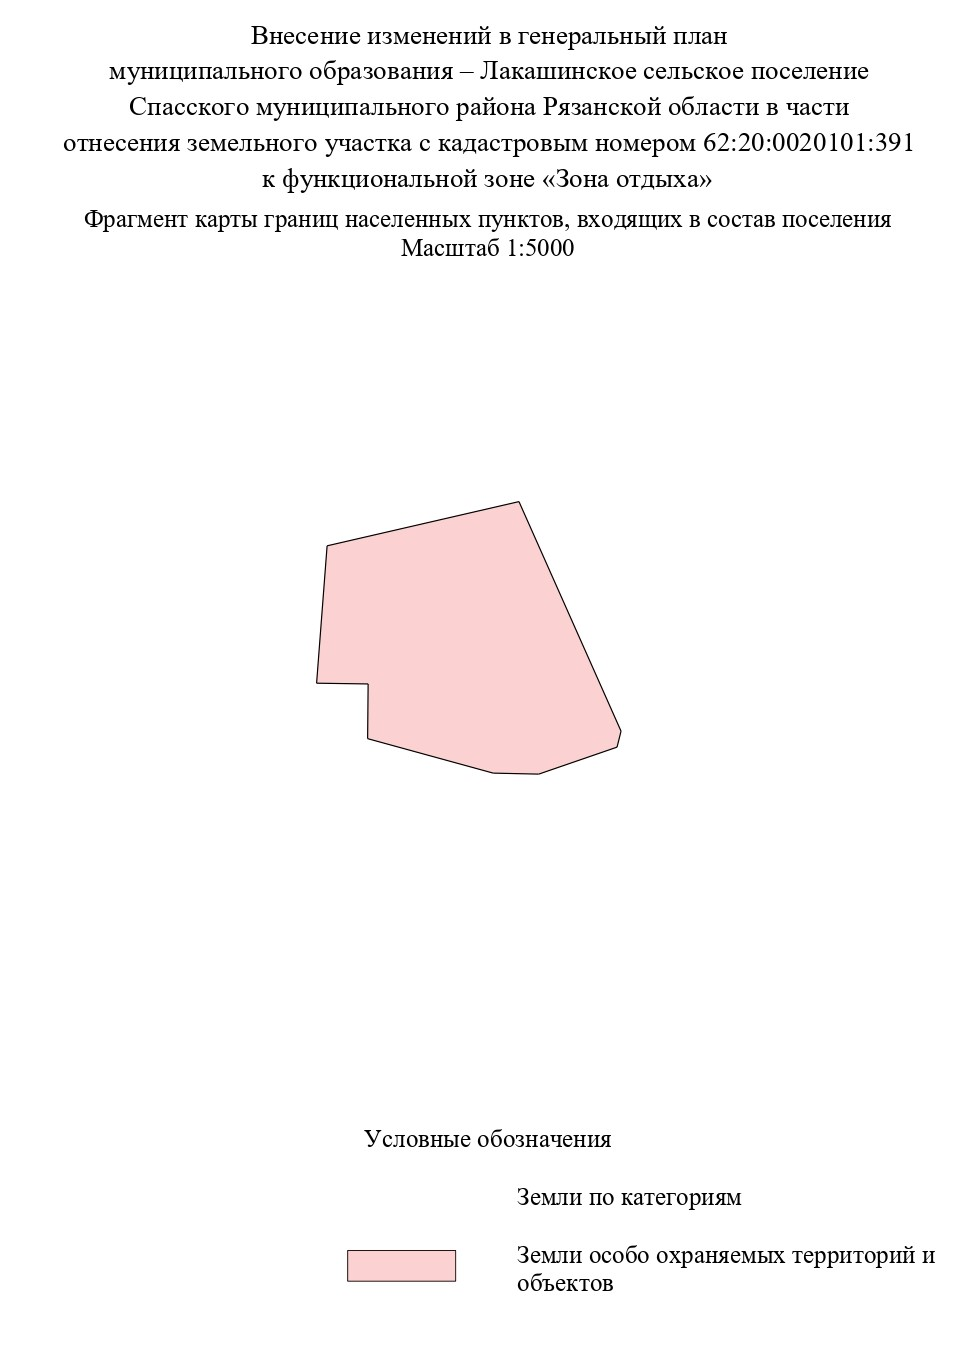 Внесение изменений в генеральный план
муниципального образования – Лакашинское сельское поселение
Спасского муниципального района Рязанской области в части
отнесения земельного участка с кадастровым номером 62:20:0020101:391
к функциональной зоне «Зона отдыха»
Фрагмент карты границ населенных пунктов, входящих в состав поселения
Масштаб 1:5000
Условные обозначения
Земли по категориям
Земли особо охраняемых территорий и
объектов